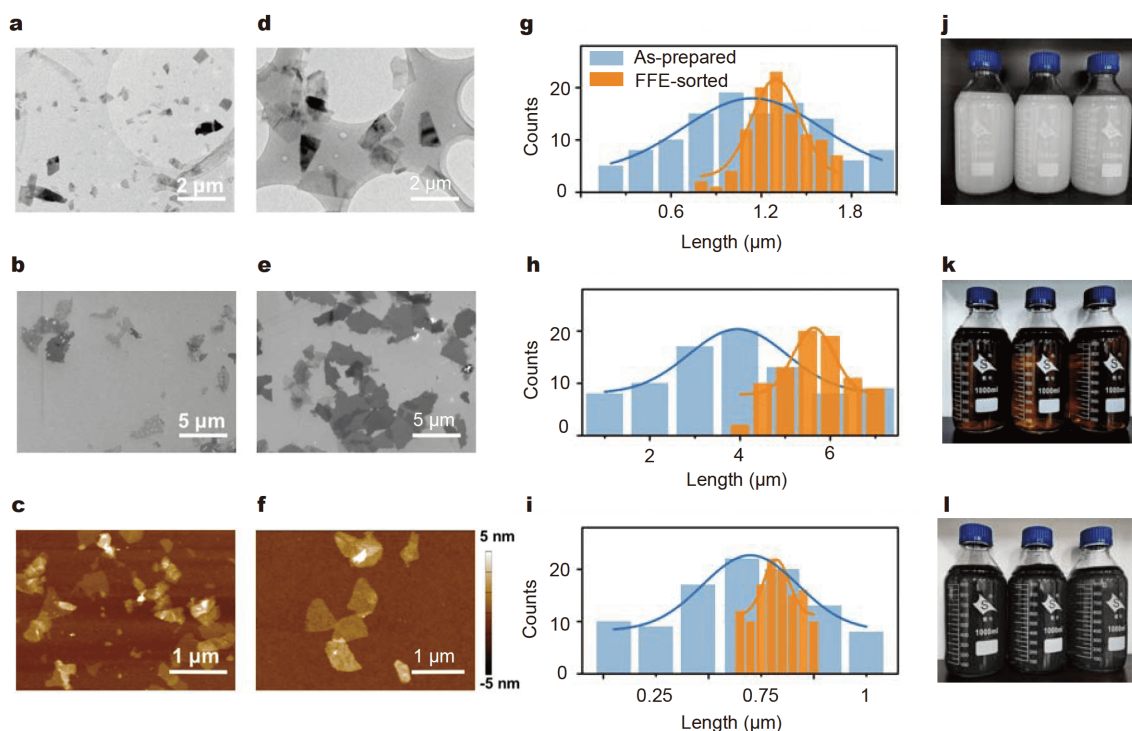 a
2 µm
d
2 µm
g
As-prepared
FFE-sorted
Counts
20
10
0
0.6
1.2
1.8
Length (µm)
j
b
5 µm
e
5 µm
h
Counts
20
10
0
2
4
6
Length (µm)
k
S
1000ml
S
1000ml
S
1000ml
c
1 µm
f
1 µm
5 nm
-5 nm
i
Counts
20
10
0
0.25
0.75
1
Length (µm)
l
S
1000ml
S
1000ml
S
1000ml